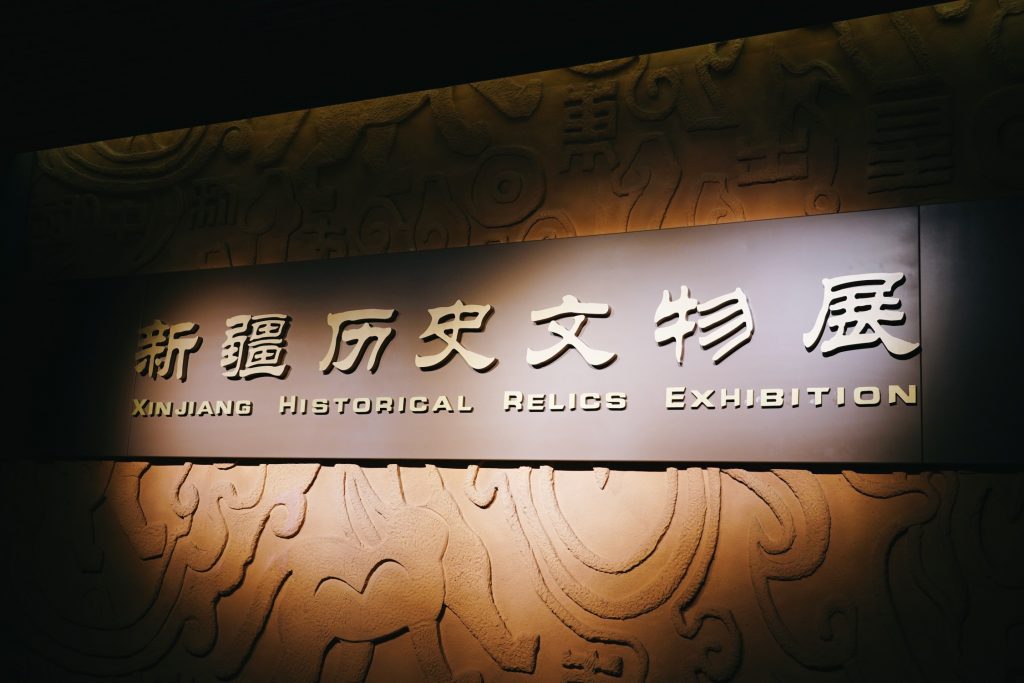 新疆历史文物展
XINJIANG HISTORICAL RELICS EXHIBITION